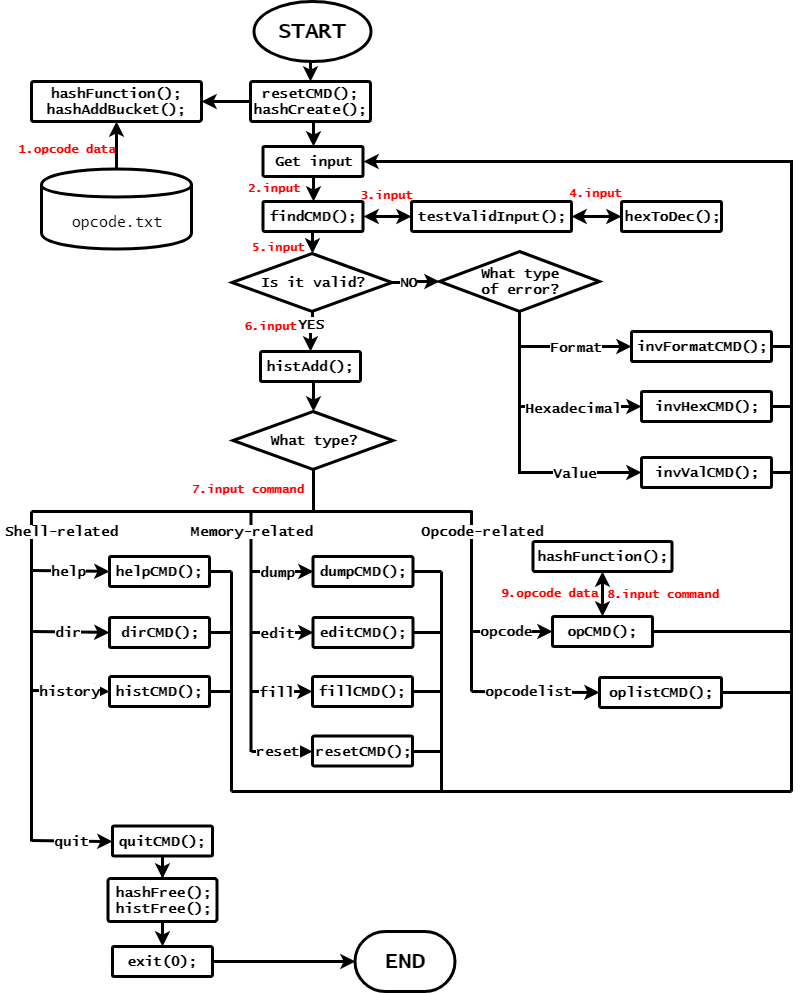 START
hashFunction();
hashAddBucket();
resetCMD();
hashCreate();
1.opcode data
opcode.txt
Get input
2.input
3.input
4.input
findCMD();
testValidInput();
hexToDec();
5.input
Is it valid?
NO
What type
of error?
6.input
YES
histAdd();
Format
invFormatCMD();
Hexadecimal
invHexCMD();
Value
invValCMD();
What type?
7.input command
Shell-related
Memory-related
Opcode-related
help
helpCMD();
dir
dirCMD();
history
histCMD();
dump
dumpCMD();
edit
editCMD();
fill
fillCMD();
reset
resetCMD();
hashFunction();
9.opcode data
8.input command
opcode
opCMD();
opcodelist
oplistCMD();
quit
quitCMD();
hashFree();
histFree();
exit(0);
END